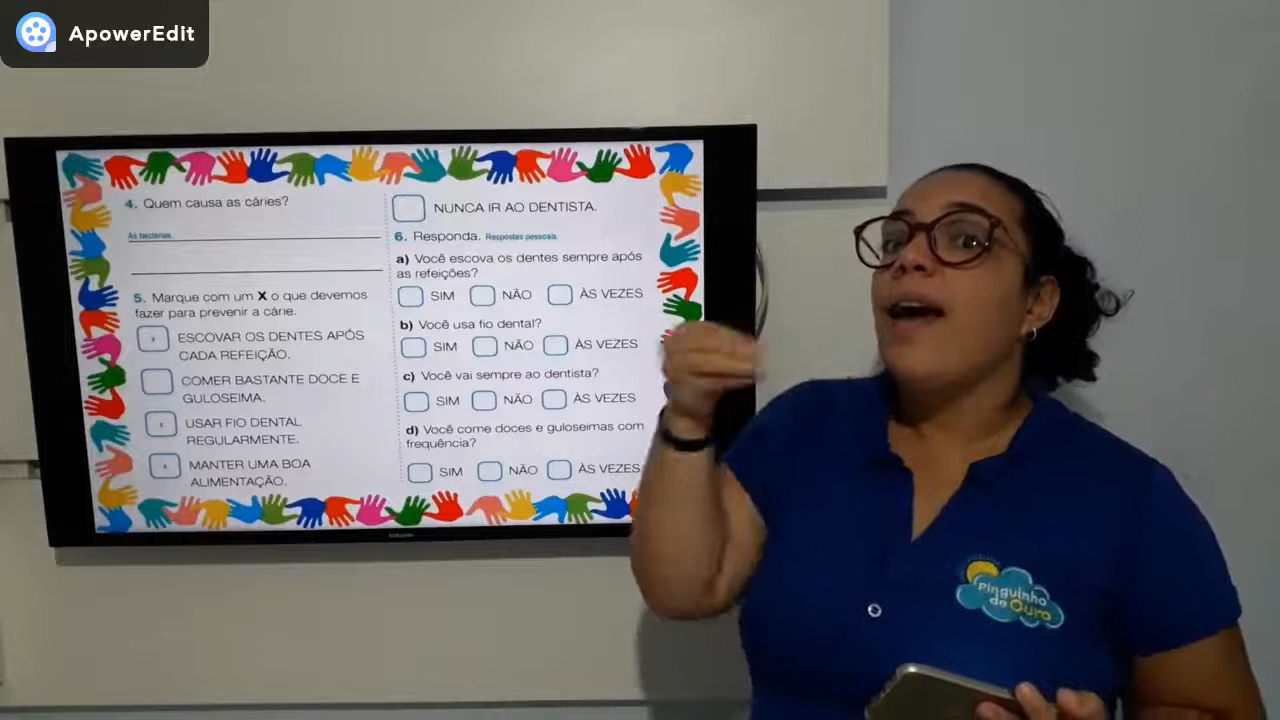 ApowerEdit
4. Quem causa as cáries?
As bactérias.
5. Marque com um X o que devemos
fazer para prevenir a cárie.
x ESCOVAR OS DENTES APÓS
CADA REFEIÇÃO.
COMER BASTANTE DOCE E
GULOSEIMA.
x USAR FIO DENTAL
REGULARMENTE.
x MANTER UMA BOA
ALIMENTAÇÃO.
NUNCA IR AO DENTISTA.
6. Responda. Respostas pessoais.
a) Você escova os dentes sempre após
as refeições?
SIM NÃO ÀS VEZES
b) Você usa fio dental?
SIM NÃO ÀS VEZES
c) Você vai sempre ao dentista?
SIM NÃO ÀS VEZES
d) Você come doces e guloseimas com
frequência?
SIM NÃO ÀS VEZES
Pinguinho
de Ouro